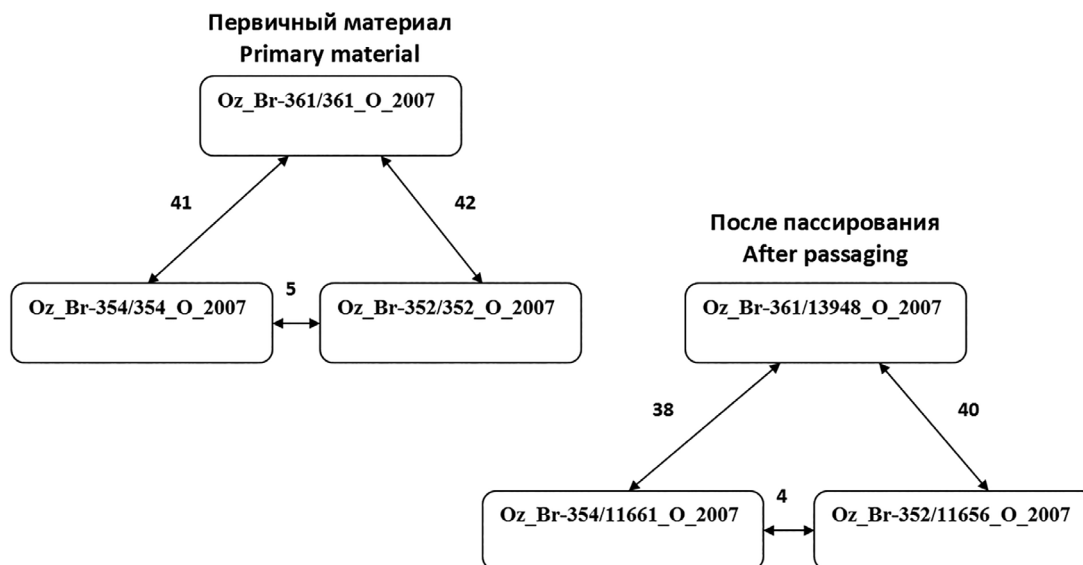 Первичный материал
Primary material
Oz_Br-361/361_O_2007
41
42
Oz_Br-354/354_O_2007
5
Oz_Br-352/352_O_2007
После пассирования
After passaging
Oz_Br-361/13948_O_2007
38
40
Oz_Br-354/11661_O_2007
4
Oz_Br-352/11656_O_2007